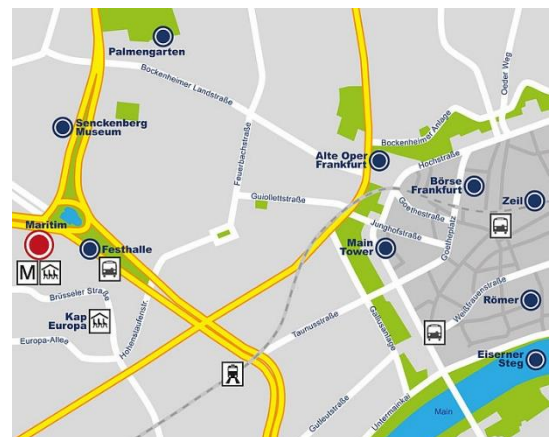 Palmengarten
Bockenheimer Landstraße
Oeder Weg
Senckenberg
Museum
Feuerbachstraße
Bockenheimer Anlage
Hochstraße
Alte Oper
Frankfurt
Börse
Frankfurt
Zeil
Guiollettstraße
Goethestraße
Maritim
Junghofstraße
Goetheplatz
Festhalle
Main
Tower
M
Brüsseler Straße
Weißfrauenstraße
Römer
Kap
Europa
Hohenstaufenstr.
Taunusstraße
Gallusanlage
Europa-Allee
Eiserner
Steg
Gutleutstraße
Untermainkai
Main